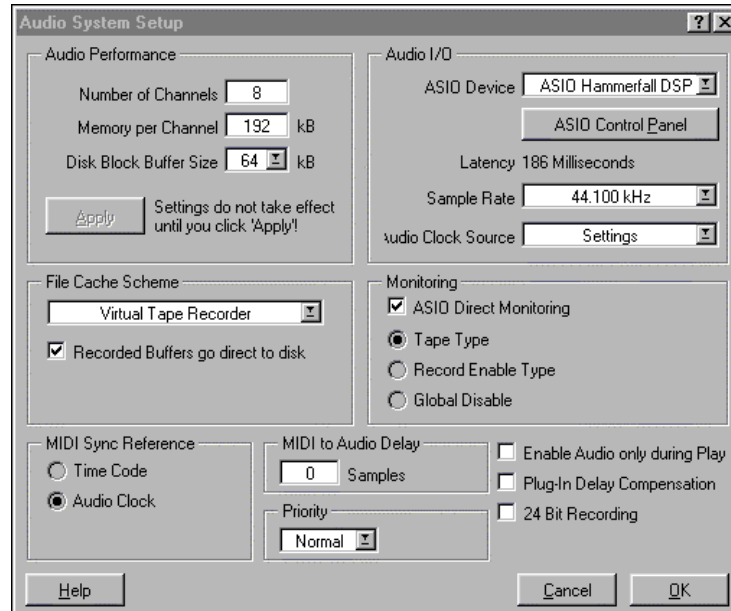 Audio System Setup
Audio Performance
Number of Channels 8
Memory per Channel 192 kB
Disk Block Buffer Size 64 kB
Apply
Settings do not take effect
until you click 'Apply'!
Audio I/O
ASIO Device ASIO Hammerfall DSP
ASIO Control Panel
Latency 186 Milliseconds
Sample Rate 44.100 kHz
Audio Clock Source Settings
File Cache Scheme
Virtual Tape Recorder
Recorded Buffers go direct to disk
Monitoring
ASIO Direct Monitoring
Tape Type
Record Enable Type
Global Disable
MIDI Sync Reference
Time Code
Audio Clock
MIDI to Audio Delay
0 Samples
Priority
Normal
Enable Audio only during Play
Plug-In Delay Compensation
24 Bit Recording
Help
Cancel
OK